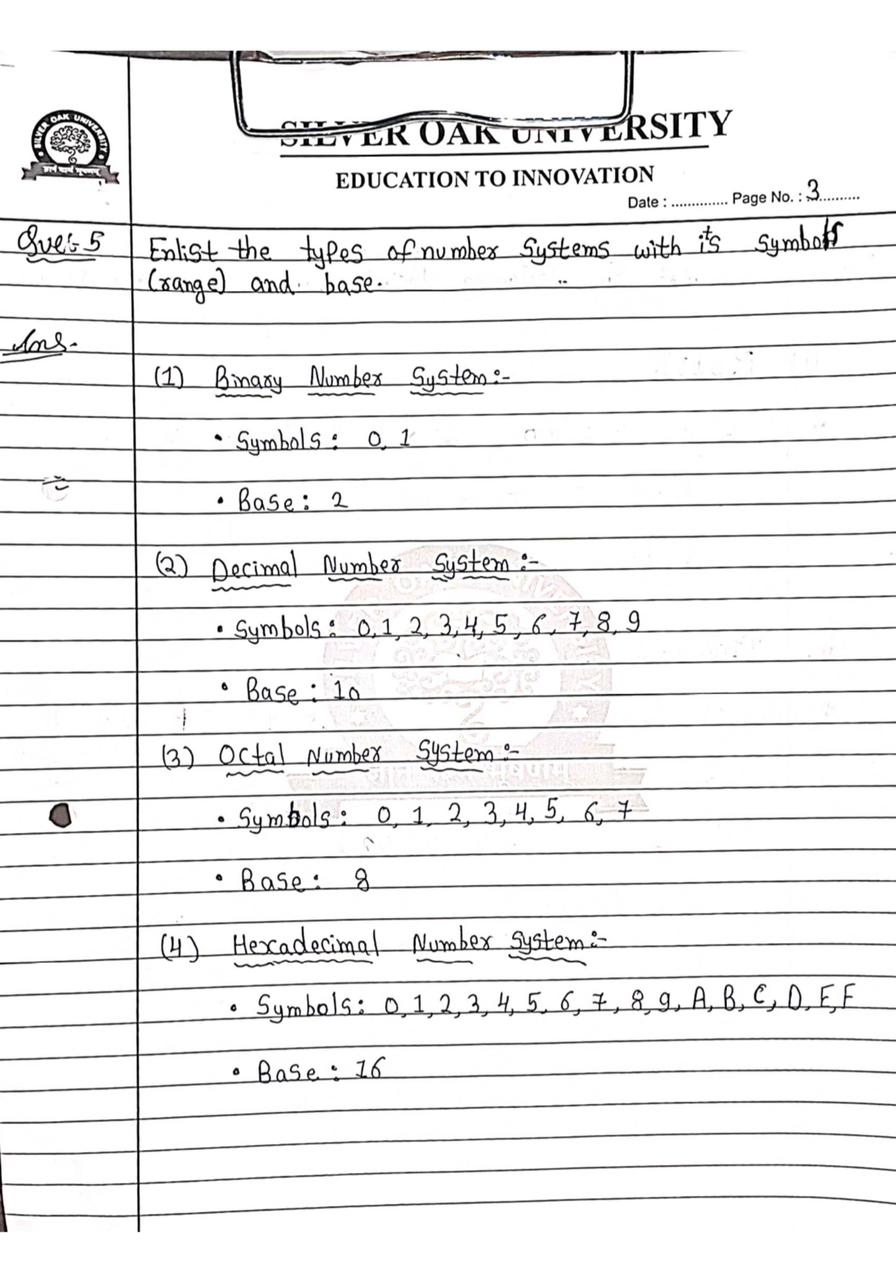 SILVER OAK UNIVERSITY
SILVER OAK UNIVERSITY
EDUCATION TO INNOVATION
Date : .............. Page No. : 3..........
Que:- 5 Enlist the types of number Systems with it's symbols
(range) and base.
Ans.
(1) Binary Number System:-
• Symbols: 0, 1
• Base: 2
(2) Decimal Number System:-
• Symbols: 0, 1, 2, 3, 4, 5, 6, 7, 8, 9
• Base: 10
(3) Octal Number System:-
• Symbols: 0, 1, 2, 3, 4, 5, 6, 7
• Base: 8
(4) Hexadecimal Number System:-
• Symbols: 0, 1, 2, 3, 4, 5, 6, 7, 8, 9, A, B, C, D, E, F
• Base: 16